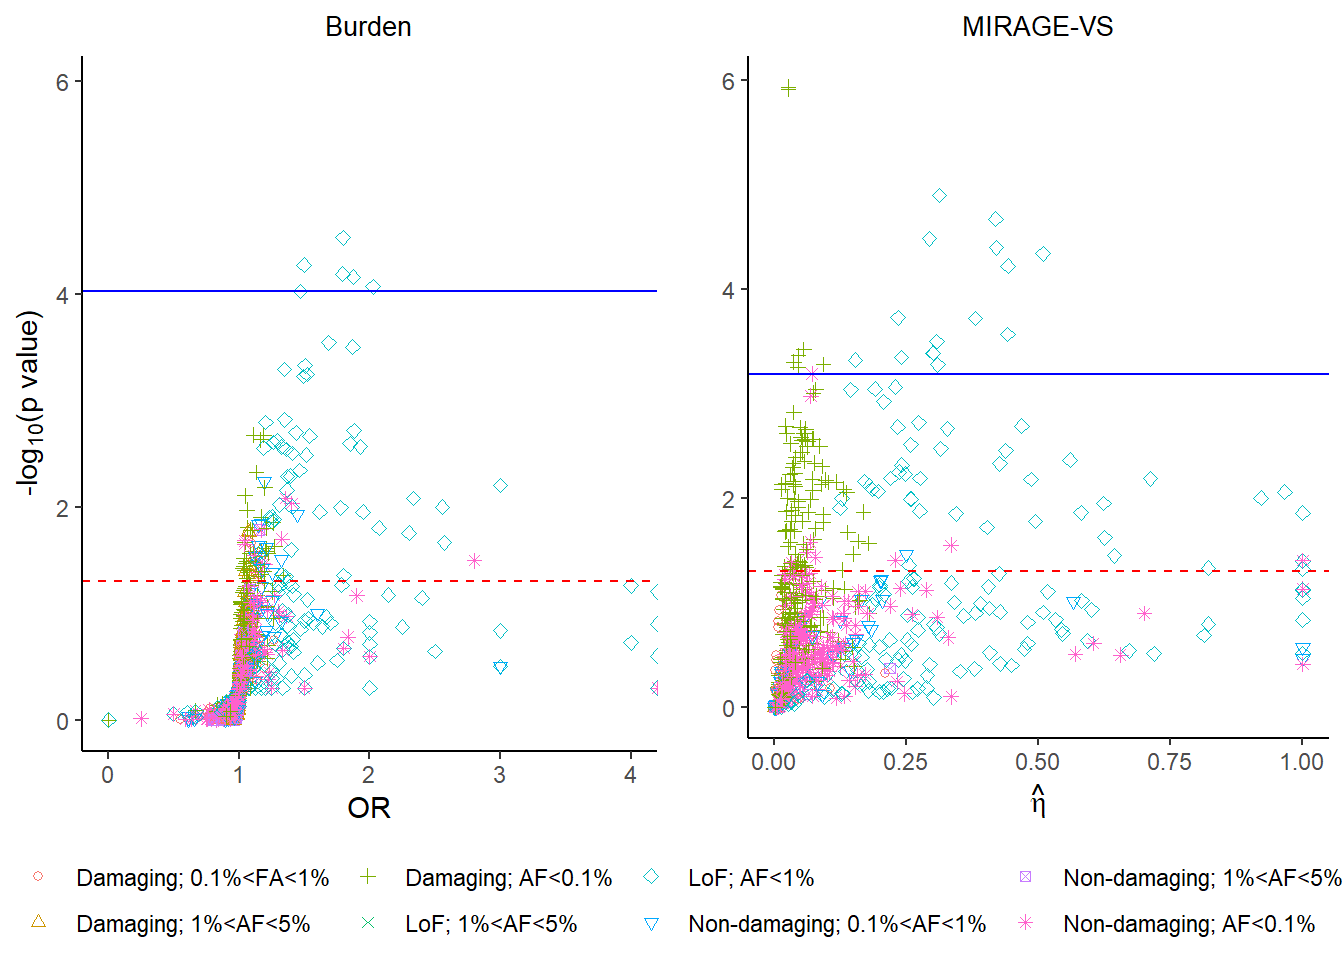 Burden
MIRAGE-VS
-log10(p value)
6
4
2
0
0 1 2 3 4
OR
6
4
2
0
0.00 0.25 0.50 0.75 1.00
η̂
Damaging; 0.1%<FA<1%
Damaging; AF<0.1%
LoF; AF<1%
Non-damaging; 1%<AF<5%
Damaging; 1%<AF<5%
LoF; 1%<AF<5%
Non-damaging; 0.1%<AF<1%
Non-damaging; AF<0.1%